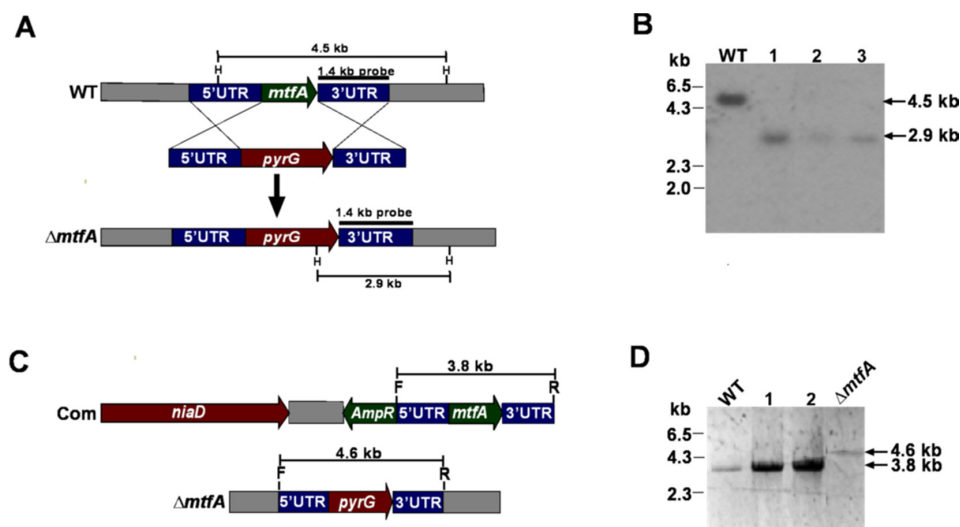 A
4.5 kb
H
H
1.4 kb probe
WT
5'UTR
mtfA
3'UTR
5'UTR
pyrG
3'UTR
1.4 kb probe
ΔmtfA
5'UTR
pyrG
3'UTR
H
H
2.9 kb
B
kb
WT
1
2
3
6.5
4.3
2.3
2.0
4.5 kb
2.9 kb
C
3.8 kb
F
R
Com
niaD
AmpR
5'UTR
mtfA
3'UTR
4.6 kb
F
R
ΔmtfA
5'UTR
pyrG
3'UTR
D
kb
WT
1
2
ΔmtfA
6.5
4.3
2.3
4.6 kb
3.8 kb